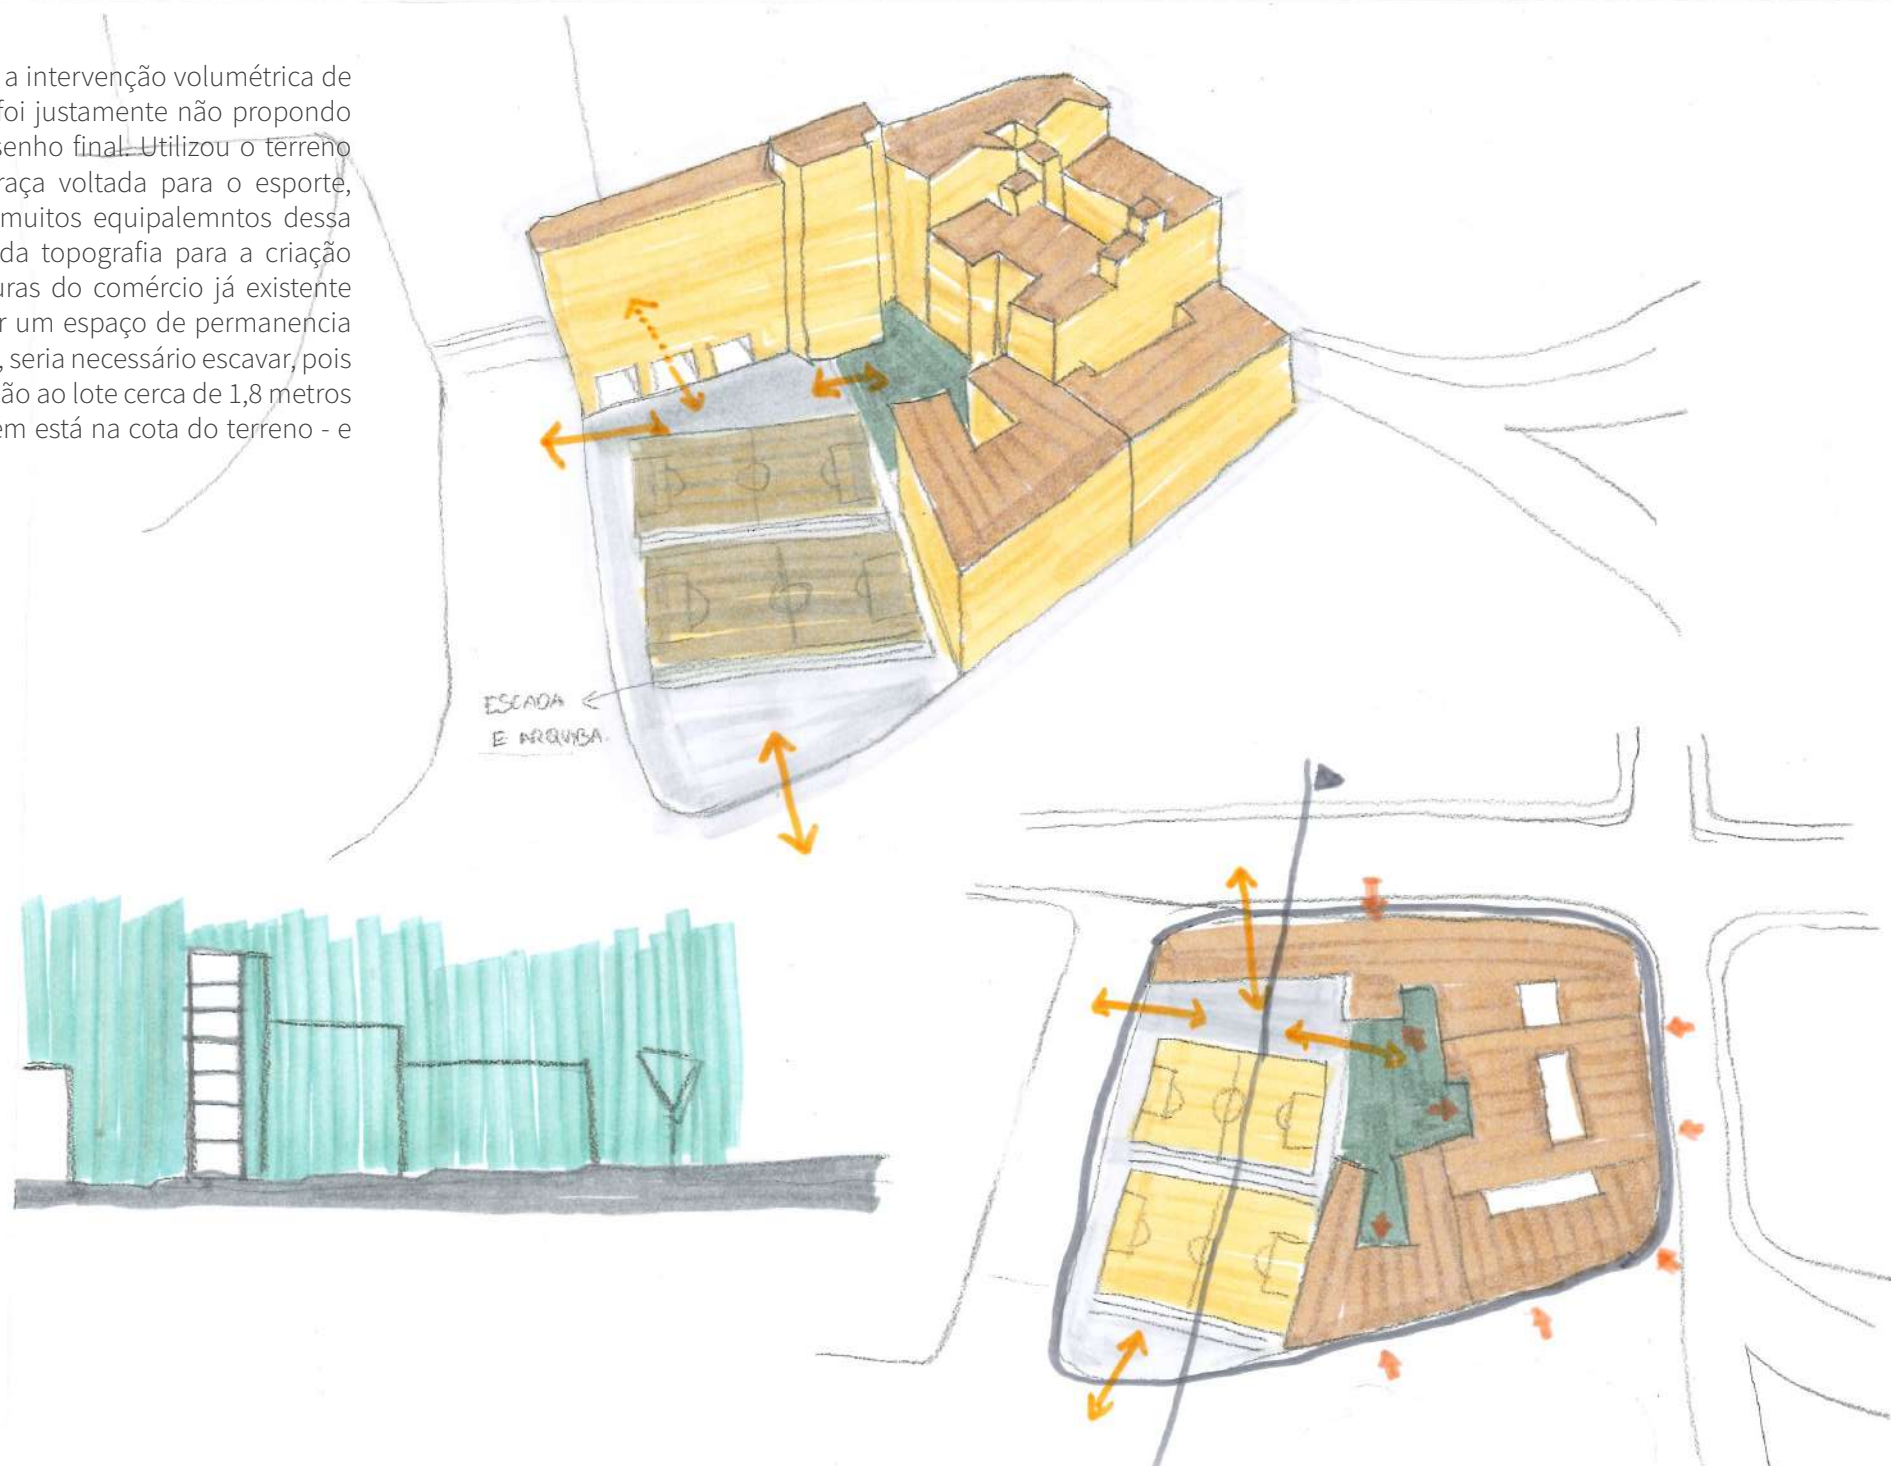 a intervenção volumétrica de
foi justamente não propondo
senho final. Utilizou o terreno
raça voltada para o esporte,
muitos equipalemntos dessa
da topografia para a criação
uras do comércio já existente
r um espaço de permanencia
, seria necessário escavar, pois
ão ao lote cerca de 1,8 metros
em está na cota do terreno - e
ESCADA
E ARQUIBA.